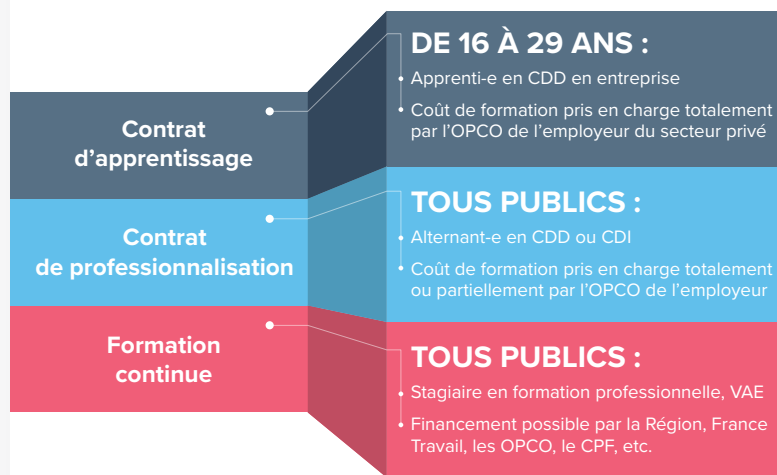 Contrat
d'apprentissage
DE 16 À 29 ANS :
• Apprenti-e en CDD en entreprise
• Coût de formation pris en charge totalement
par l'OPCO de l'employeur du secteur privé
Contrat
de professionnalisation
TOUS PUBLICS :
• Alternant-e en CDD ou CDI
• Coût de formation pris en charge totalement
ou partiellement par l'OPCO de l'employeur
Formation
continue
TOUS PUBLICS :
• Stagiaire en formation professionnelle, VAE
• Financement possible par la Région, France
Travail, les OPCO, le CPF, etc.